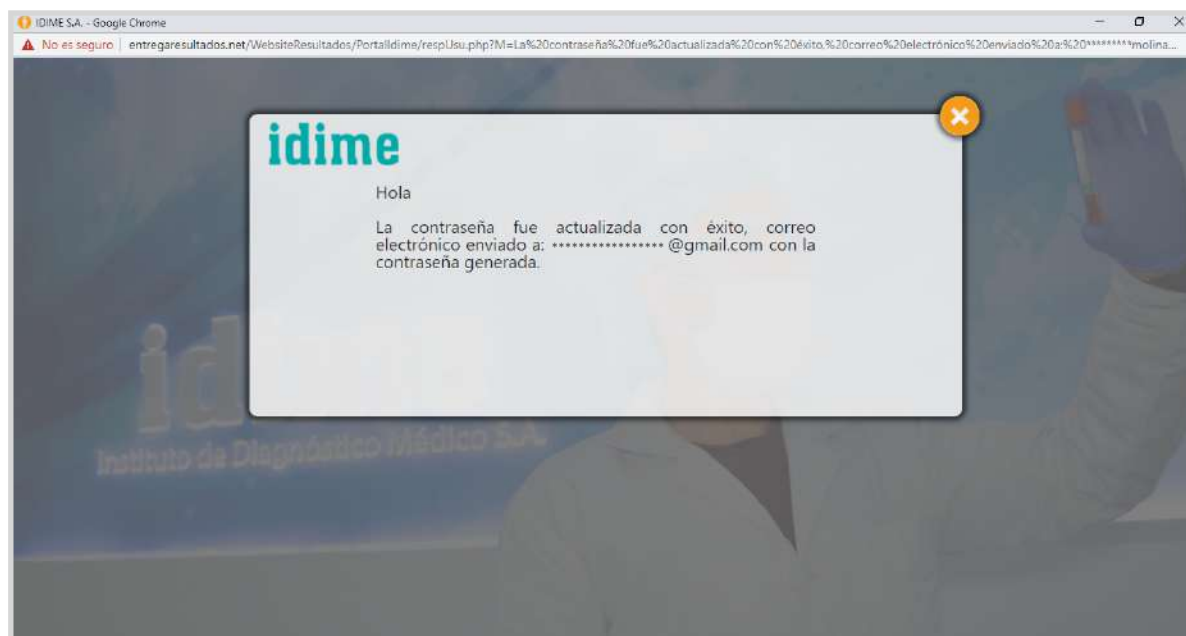 IDIME S.A. - Google Chrome
No es seguro | entregaresultados.net/WebsiteResultados/PortalIdime/respUsu.php?M=La%20contraseña%20fue%20actualizada%20con%20éxito,%20correo%20electrónico%20enviado%20a:%20*********molina...
idime
Hola
La contraseña fue actualizada con éxito, correo
electrónico enviado a: ***************** @gmail.com con la
contraseña generada.
idime
Instituto de Diagnóstico Médico S.A.